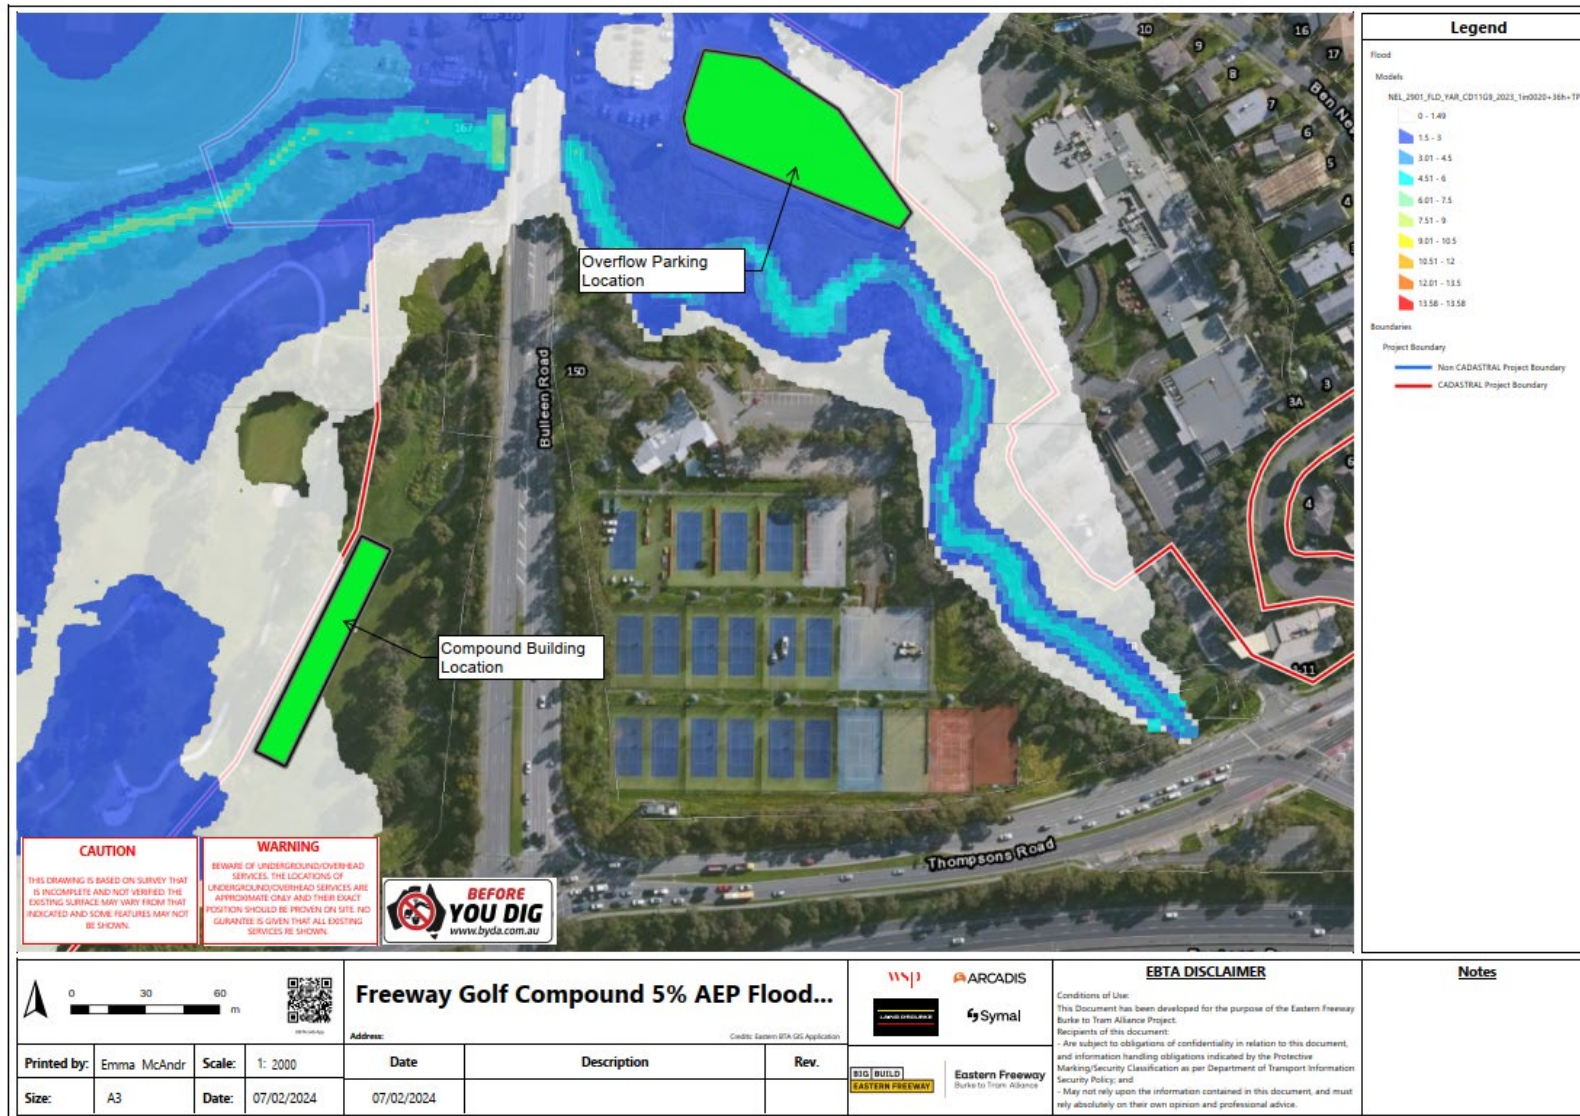 165-173
10
9
8
7
6
5
4
16
17
167
Overflow Parking
Location
Bulleen Road
150
3
3A
6
4
Compound Building
Location
Thompsons Road
CAUTION
THIS DRAWING IS BASED ON SURVEY THAT
IS INCOMPLETE AND NOT VERIFIED. THE
EXISTING SURFACE MAY VARY FROM THAT
INDICATED AND SOME FEATURES MAY NOT
BE SHOWN.
WARNING
BEWARE OF UNDERGROUND/OVERHEAD
SERVICES. THE LOCATIONS OF
UNDERGROUND/OVERHEAD SERVICES ARE
APPROXIMATE ONLY AND THEIR EXACT
POSITION SHOULD BE PROVEN ON SITE. NO
GURANTEE IS GIVEN THAT ALL EXISTING
SERVICES RE SHOWN.
BEFORE
YOU DIG
www.byda.com.au
Legend
Flood
Models
NEL_2901_FLD_YAR_CD11G9_2023_1in0020+36h+TP
0 - 1.49
1.5 - 3
3.01 - 4.5
4.51 - 6
6.01 - 7.5
7.51 - 9
9.01 - 10.5
10.51 - 12
12.01 - 13.5
13.58 - 13.58
Boundaries
Project Boundary
Non CADASTRAL Project Boundary
CADASTRAL Project Boundary
0 30 60
m
Freeway Golf Compound 5% AEP Flood...
Address:
Credits: Eastern BTA GIS Application
Printed by: Emma McAndr Scale: 1: 2000
Size: A3 Date: 07/02/2024
Date Description Rev.
07/02/2024
wsp
ARCADIS
LAING O'ROURKE
Symal
BIG BUILD
EASTERN FREEWAY
Eastern Freeway
Burke to Tram Alliance
EBTA DISCLAIMER
Conditions of Use:
This Document has been developed for the purpose of the Eastern Freeway
Burke to Tram Alliance Project.
Recipients of this document:
- Are subject to obligations of confidentiality in relation to this document,
and information handling obligations indicated by the Protective
Marking/Security Classification as per Department of Transport Information
Security Policy; and
- May not rely upon the information contained in this document, and must
rely absolutely on their own opinion and professional advice.
Notes